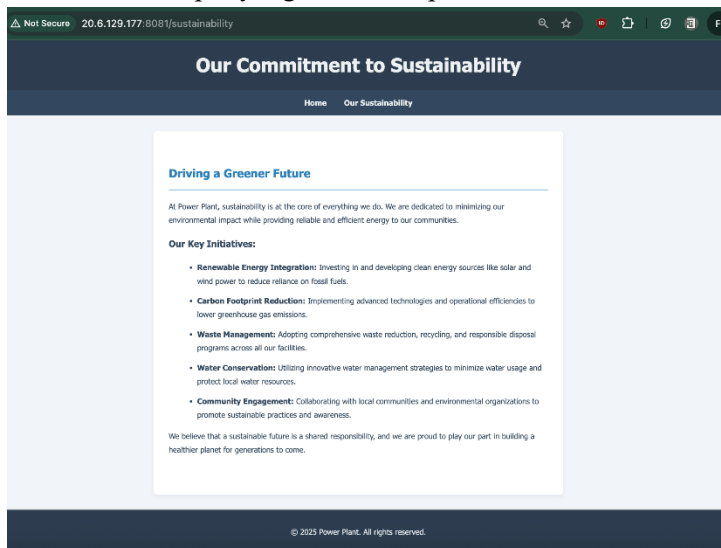 Not Secure 20.6.129.177:8081/sustainability
Our Commitment to Sustainability
Home Our Sustainability
Driving a Greener Future
At Power Plant, sustainability is at the core of everything we do. We are dedicated to minimizing our
environmental impact while providing reliable and efficient energy to our communities.
Our Key Initiatives:
• Renewable Energy Integration: Investing in and developing clean energy sources like solar and
wind power to reduce reliance on fossil fuels.
• Carbon Footprint Reduction: Implementing advanced technologies and operational efficiencies to
lower greenhouse gas emissions.
• Waste Management: Adopting comprehensive waste reduction, recycling, and responsible disposal
programs across all our facilities.
• Water Conservation: Utilizing innovative water management strategies to minimize water usage and
protect local water resources.
• Community Engagement: Collaborating with local communities and environmental organizations to
promote sustainable practices and awareness.
We believe that a sustainable future is a shared responsibility, and we are proud to play our part in building a
healthier planet for generations to come.
© 2025 Power Plant. All rights reserved.